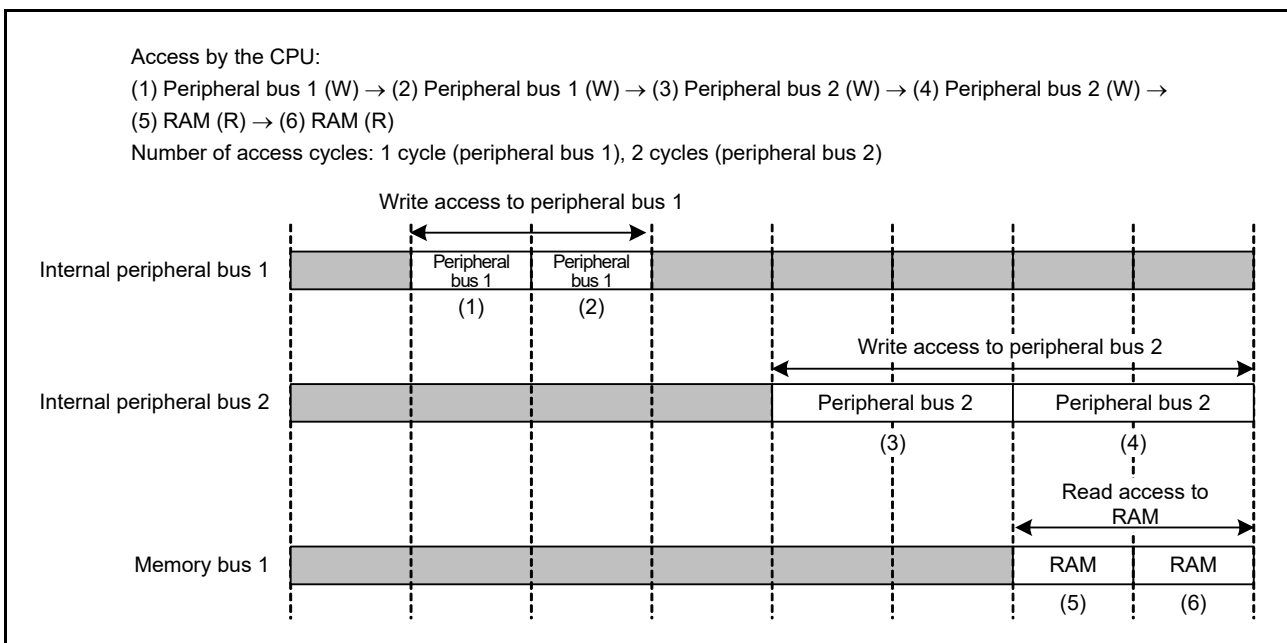 Access by the CPU:
(1) Peripheral bus 1 (W) → (2) Peripheral bus 1 (W) → (3) Peripheral bus 2 (W) → (4) Peripheral bus 2 (W) →
(5) RAM (R) → (6) RAM (R)
Number of access cycles: 1 cycle (peripheral bus 1), 2 cycles (peripheral bus 2)
Write access to peripheral bus 1
Internal peripheral bus 1
Peripheral
bus 1
Peripheral
bus 1
(1)
(2)
Write access to peripheral bus 2
Internal peripheral bus 2
Peripheral bus 2
Peripheral bus 2
(3)
(4)
Read access to
RAM
Memory bus 1
RAM
RAM
(5)
(6)